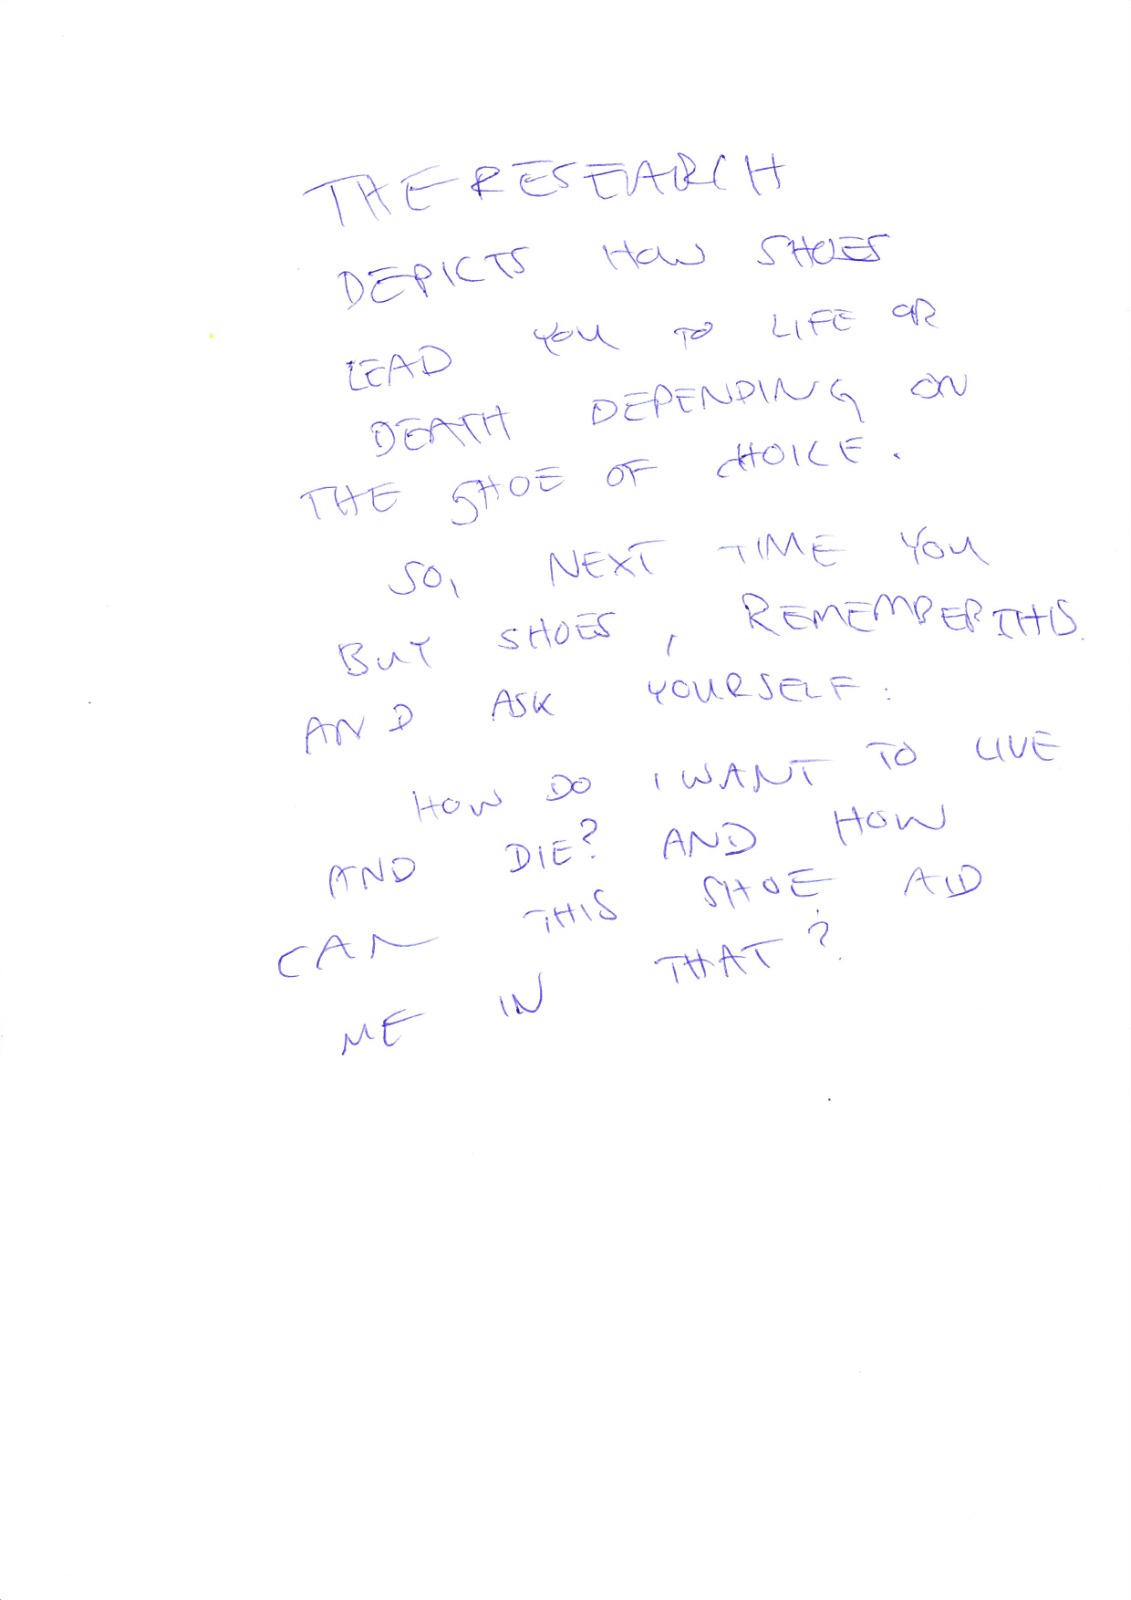 THE RESEARCH
DEPICTS HOW SHOES
LEAD YOU TO LIFE OR
DEATH DEPENDING ON
THE SHOE OF CHOICE.
SO, NEXT TIME YOU
BUY SHOES, REMEMBER THIS
AND ASK YOURSELF:
HOW DO I WANT TO LIVE
AND DIE? AND HOW
CAN THIS SHOE AID
ME IN THAT?